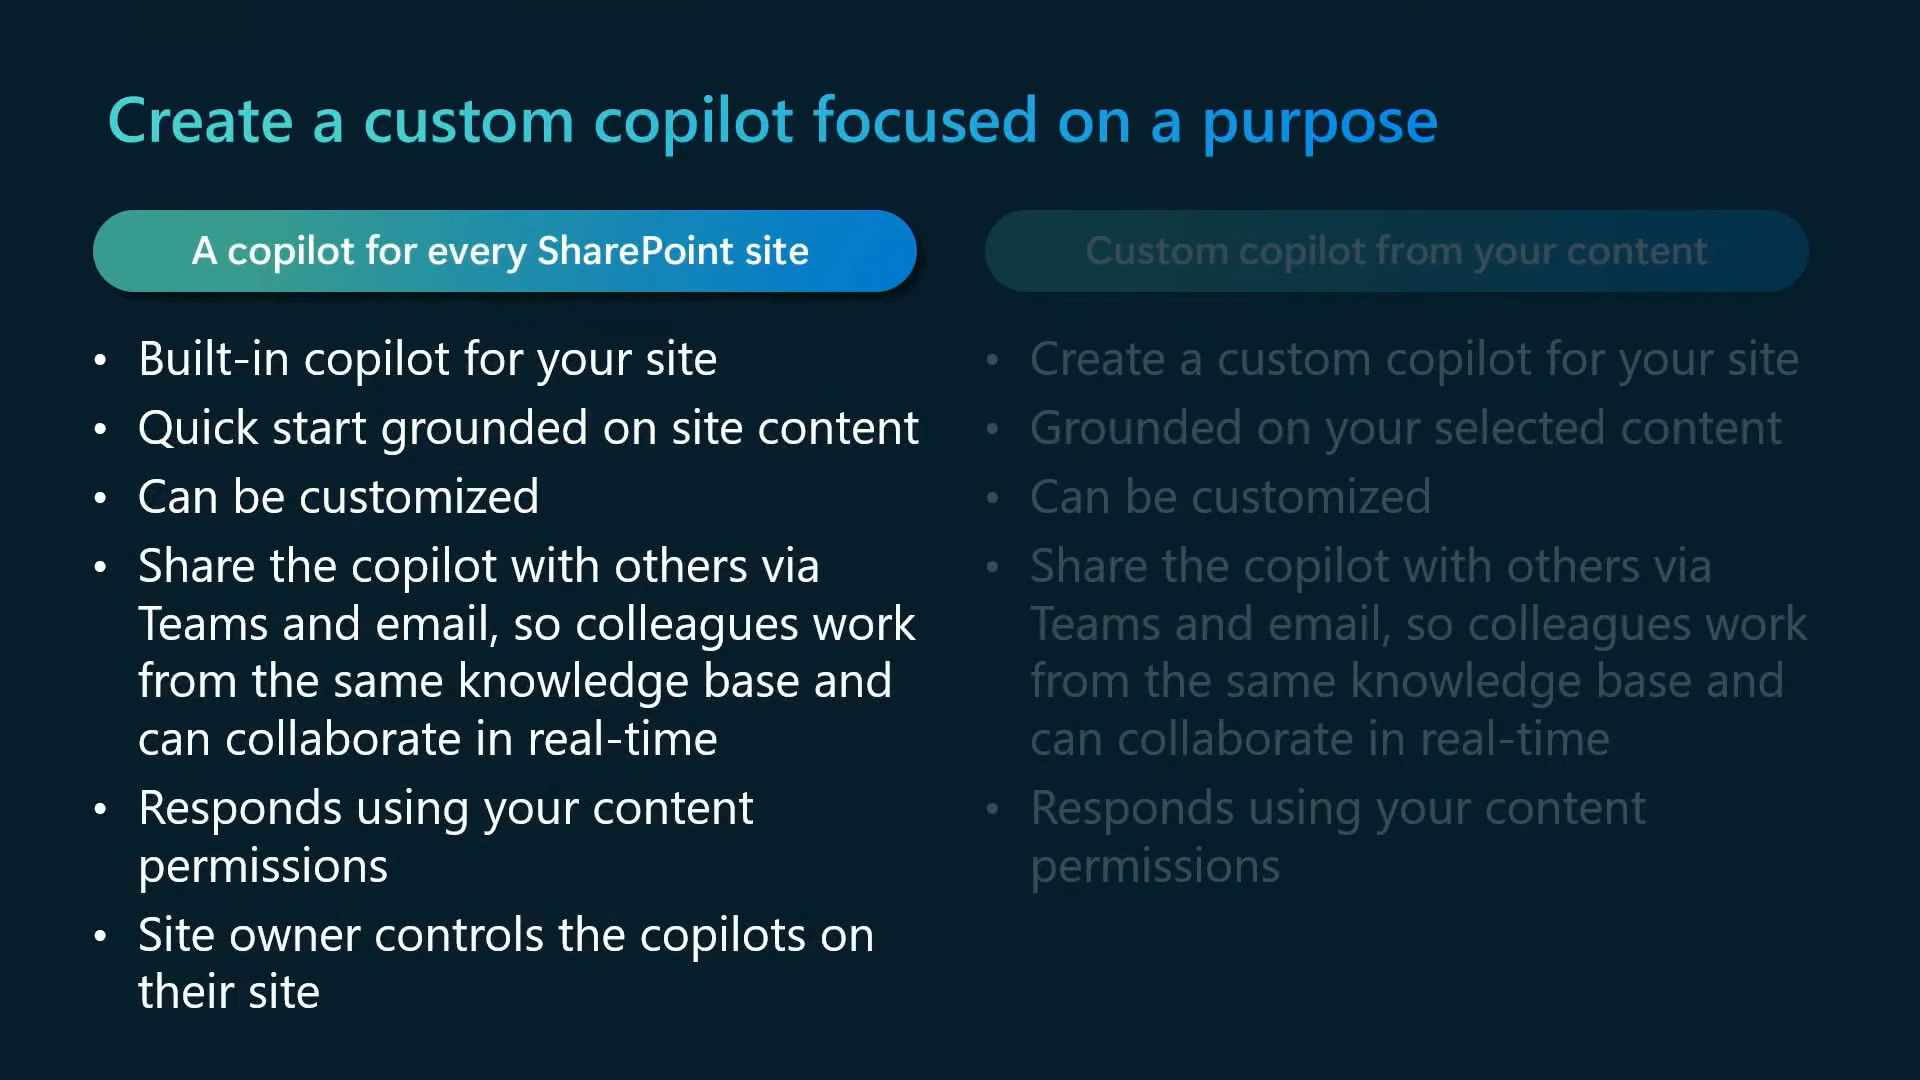 Create a custom copilot focused on a purpose
A copilot for every SharePoint site
• Built-in copilot for your site
• Quick start grounded on site content
• Can be customized
• Share the copilot with others via
Teams and email, so colleagues work
from the same knowledge base and
can collaborate in real-time
• Responds using your content
permissions
• Site owner controls the copilots on
their site
Custom copilot from your content
• Create a custom copilot for your site
• Grounded on your selected content
• Can be customized
• Share the copilot with others via
Teams and email, so colleagues work
from the same knowledge base and
can collaborate in real-time
• Responds using your content
permissions